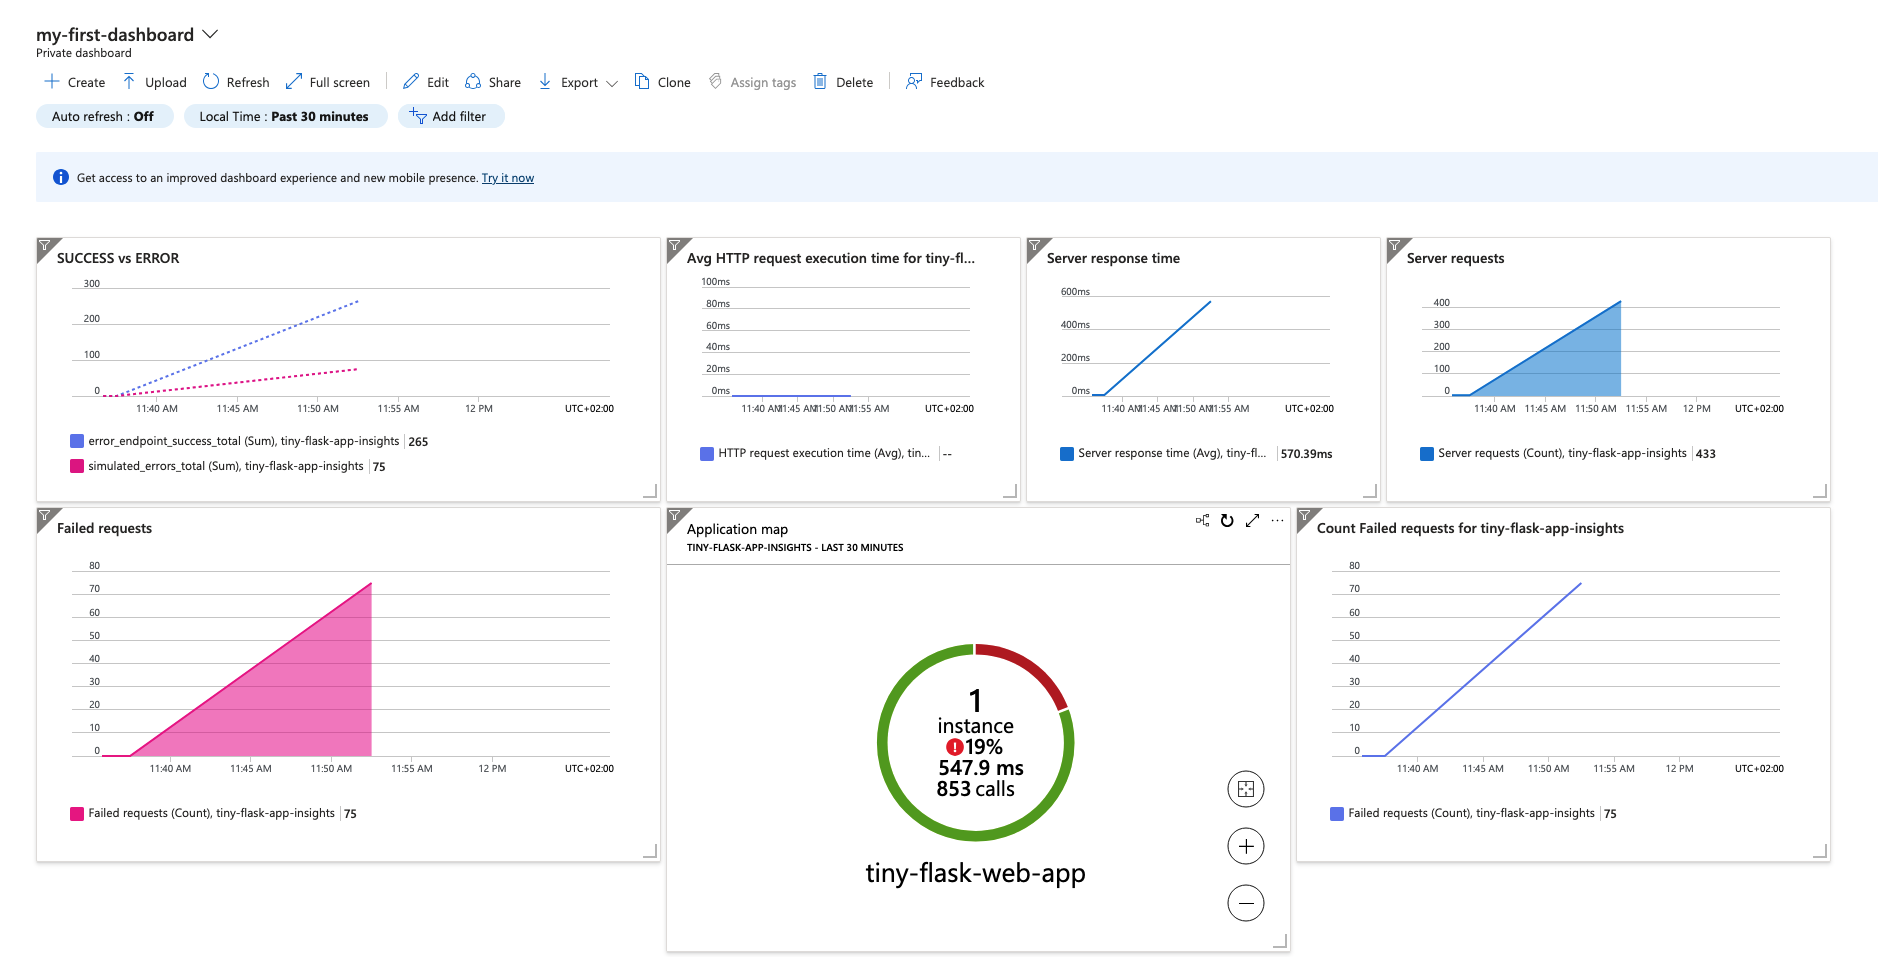 my-first-dashboard
Private dashboard
Create Upload Refresh Full screen Edit Share Export Clone Assign tags Delete Feedback
Auto refresh : Off Local Time : Past 30 minutes Add filter
Get access to an improved dashboard experience and new mobile presence. Try it now
SUCCESS vs ERROR
300
200
100
0
11:40 AM 11:45 AM 11:50 AM 11:55 AM 12 PM UTC+02:00
error_endpoint_success_total (Sum), tiny-flask-app-insights 265
simulated_errors_total (Sum), tiny-flask-app-insights 75
Avg HTTP request execution time for tiny-fl...
100ms
80ms
60ms
40ms
20ms
0ms
11:40 AM 11:45 AM 11:50 AM 11:55 AM UTC+02:00
HTTP request execution time (Avg), tin... --
Server response time
600ms
400ms
200ms
0ms
11:40 AM 11:45 AM 11:50 AM 11:55 AM UTC+02:00
Server response time (Avg), tiny-fl... 570.39ms
Server requests
400
300
200
100
0
11:40 AM 11:45 AM 11:50 AM 11:55 AM 12 PM UTC+02:00
Server requests (Count), tiny-flask-app-insights 433
Failed requests
80
70
60
50
40
30
20
10
0
11:40 AM 11:45 AM 11:50 AM 11:55 AM 12 PM UTC+02:00
Failed requests (Count), tiny-flask-app-insights 75
Application map
TINY-FLASK-APP-INSIGHTS - LAST 30 MINUTES
1
instance
19%
547.9 ms
853 calls
tiny-flask-web-app
Count Failed requests for tiny-flask-app-insights
80
70
60
50
40
30
20
10
0
11:40 AM 11:45 AM 11:50 AM 11:55 AM 12 PM UTC+02:00
Failed requests (Count), tiny-flask-app-insights 75